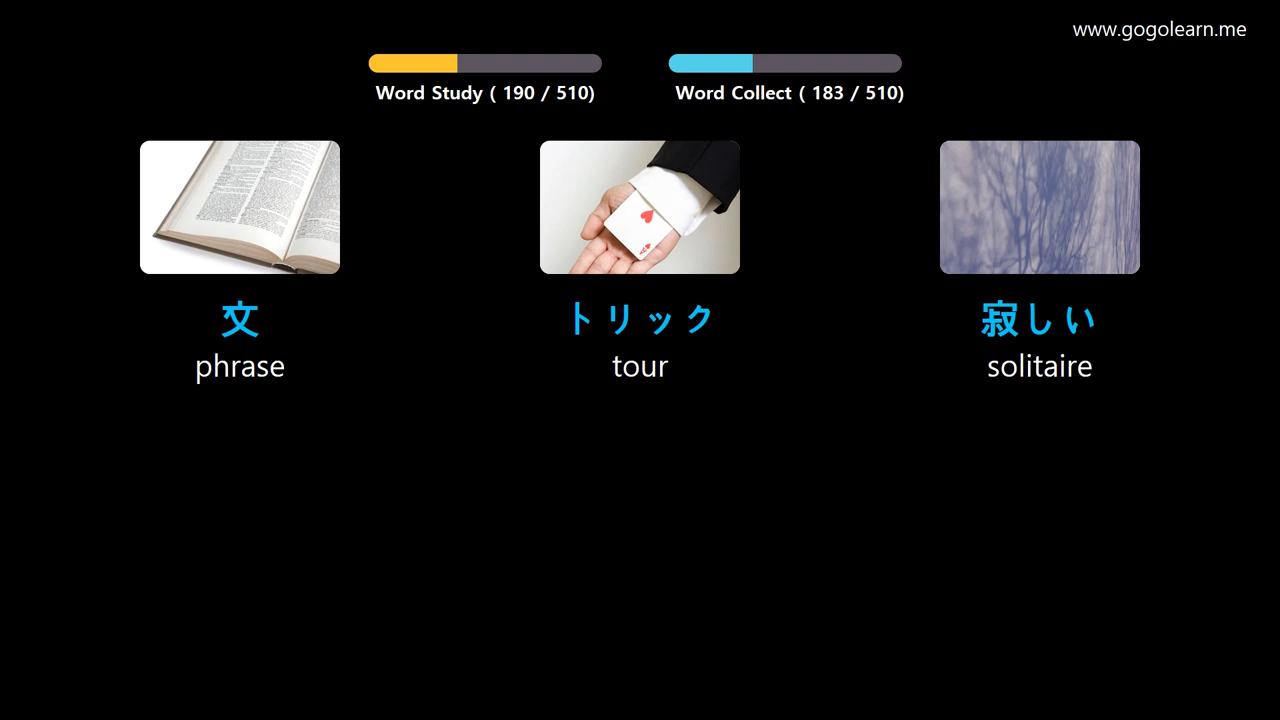 www.gogolearn.me
Word Study ( 190 / 510)
Word Collect ( 183 / 510)
文
phrase
トリック
tour
寂しい
solitaire